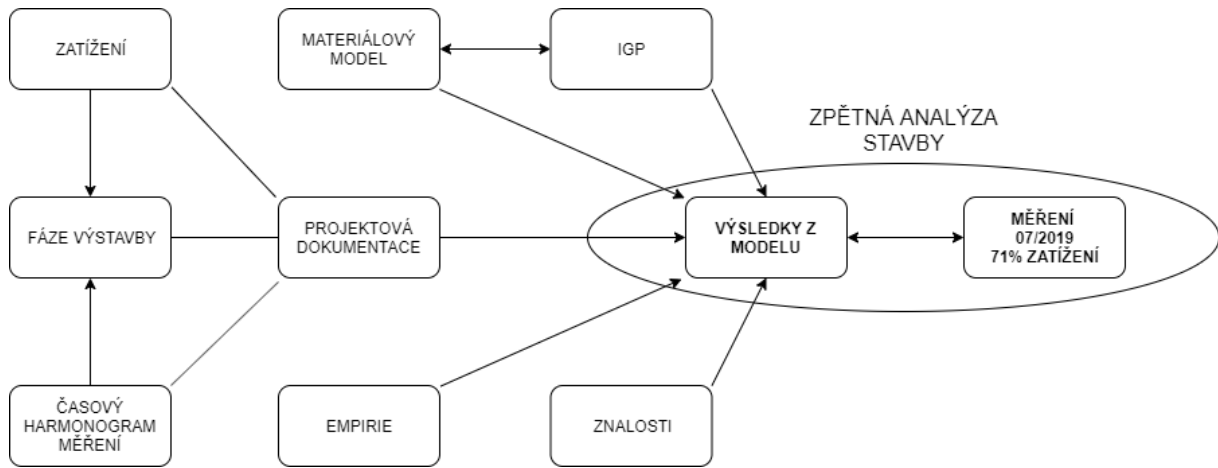 ZATÍŽENÍ
MATERIÁLOVÝ
MODEL
IGP
ZPĚTNÁ ANALÝZA
STAVBY
FÁZE VÝSTAVBY
PROJEKTOVÁ
DOKUMENTACE
VÝSLEDKY Z
MODELU
MĚŘENÍ
07/2019
71% ZATÍŽENÍ
ČASOVÝ
HARMONOGRAM
MĚŘENÍ
EMPIRIE
ZNALOSTI